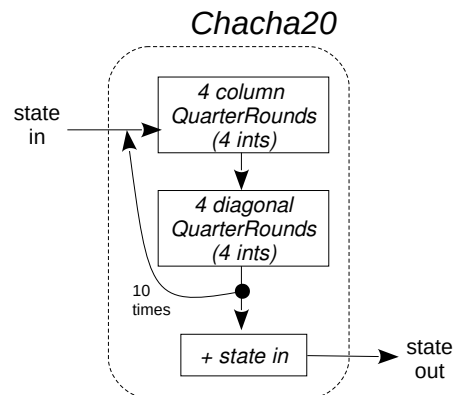 Chacha20
state
in
4 column
QuarterRounds
(4 ints)
4 diagonal
QuarterRounds
(4 ints)
10
times
+ state in
state
out